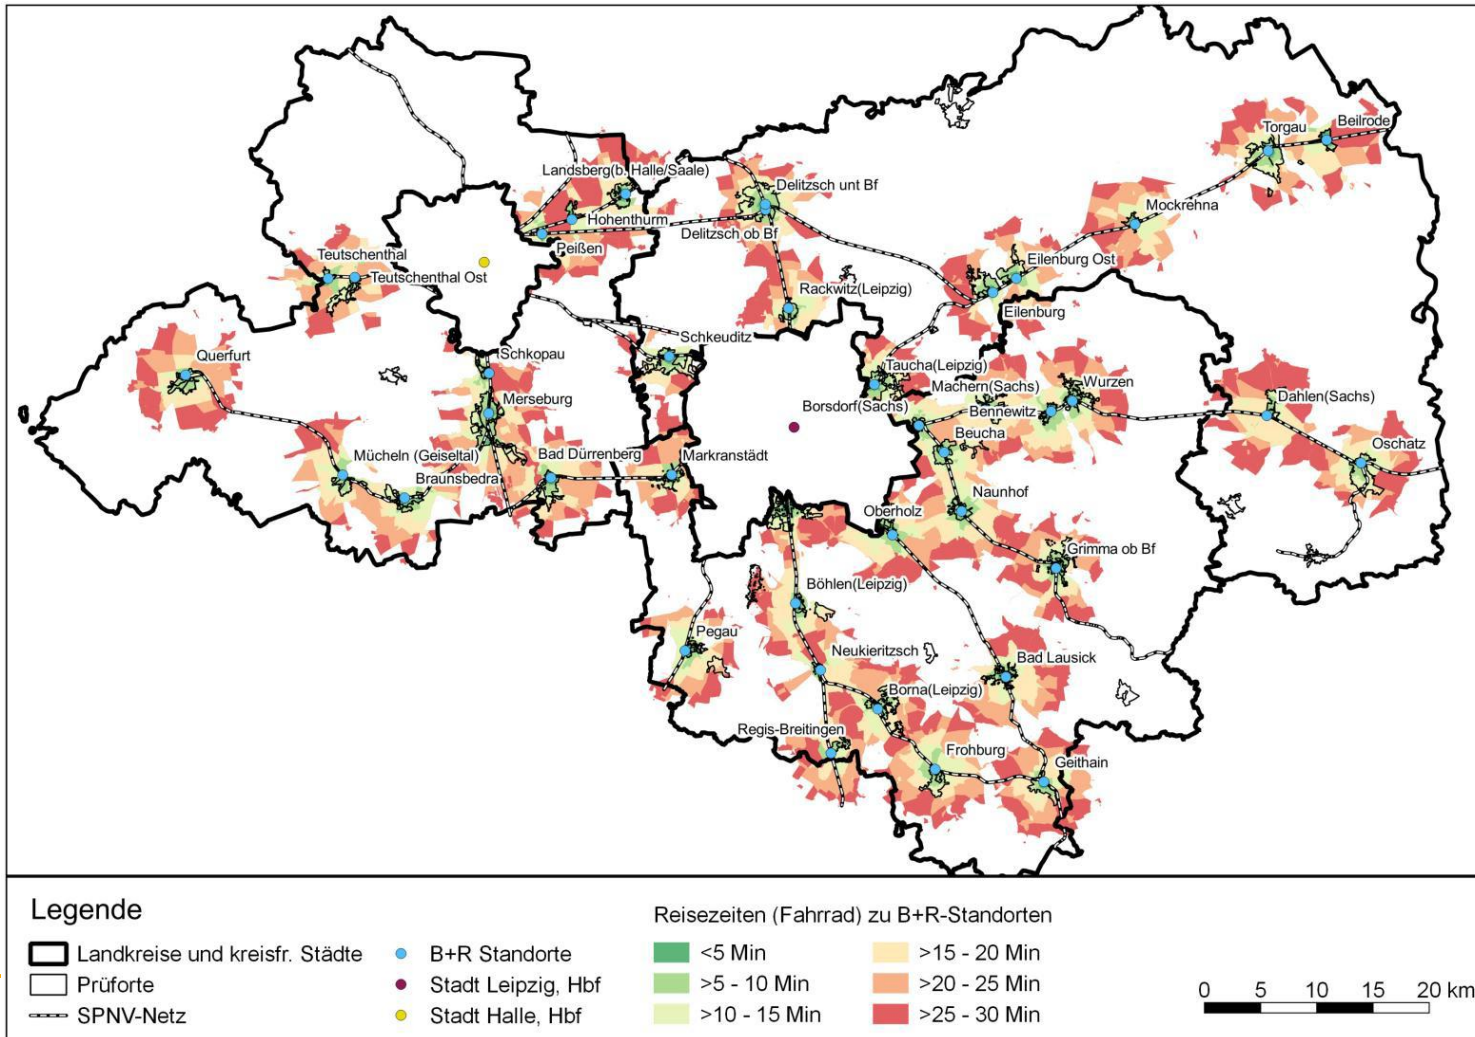 Beilrode
Torgau
Landsberg(b. Halle/Saale)
Delitzsch unt Bf
Mockrehna
Hohenthurm
Delitzsch ob Bf
Peißen
Teutschenthal
Eilenburg Ost
Teutschenthal Ost
Rackwitz(Leipzig)
Eilenburg
Schkeuditz
Querfurt
Schkopau
Taucha(Leipzig)
Machern(Sachs)
Wurzen
Merseburg
Dahlen(Sachs)
Borsdorf(Sachs)
Bennewitz
Beucha
Oschatz
Mücheln (Geiseltal)
Bad Dürrenberg
Markranstädt
Braunsbedra
Naunhof
Oberholz
Grimma ob Bf
Böhlen(Leipzig)
Pegau
Neukieritzsch
Bad Lausick
Borna(Leipzig)
Regis-Breitingen
Frohburg
Geithain
Legende
Landkreise und kreisfr. Städte
Prüforte
SPNV-Netz
B+R Standorte
Stadt Leipzig, Hbf
Stadt Halle, Hbf
Reisezeiten (Fahrrad) zu B+R-Standorten
<5 Min
>5 - 10 Min
>10 - 15 Min
>15 - 20 Min
>20 - 25 Min
>25 - 30 Min
0 5 10 15 20 km